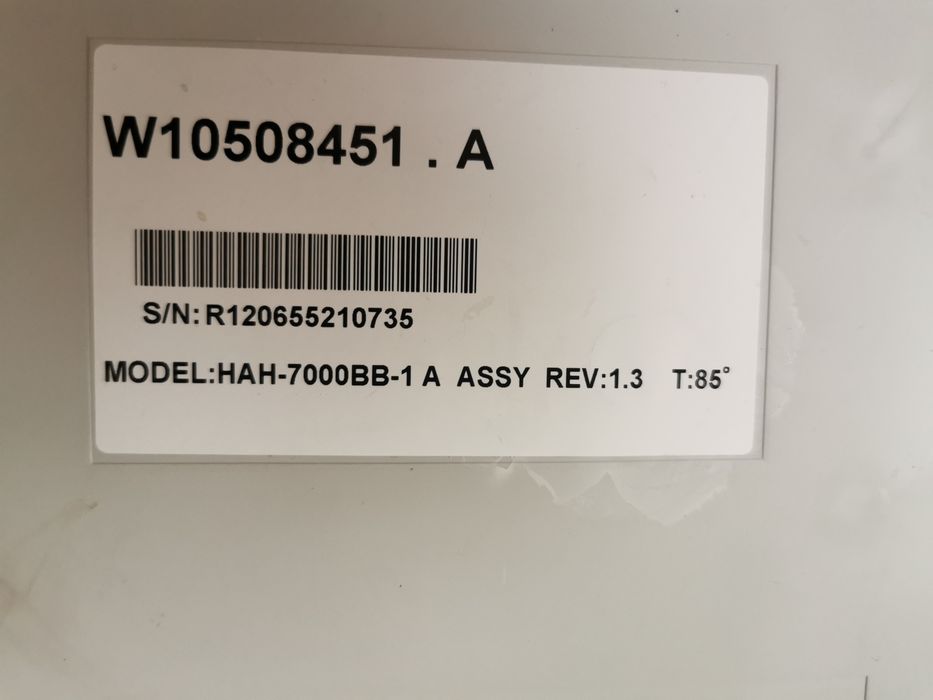 W10508451 . A
S/N: R120655210735
MODEL:HAH-7000BB-1 A ASSY REV:1.3 T:85°